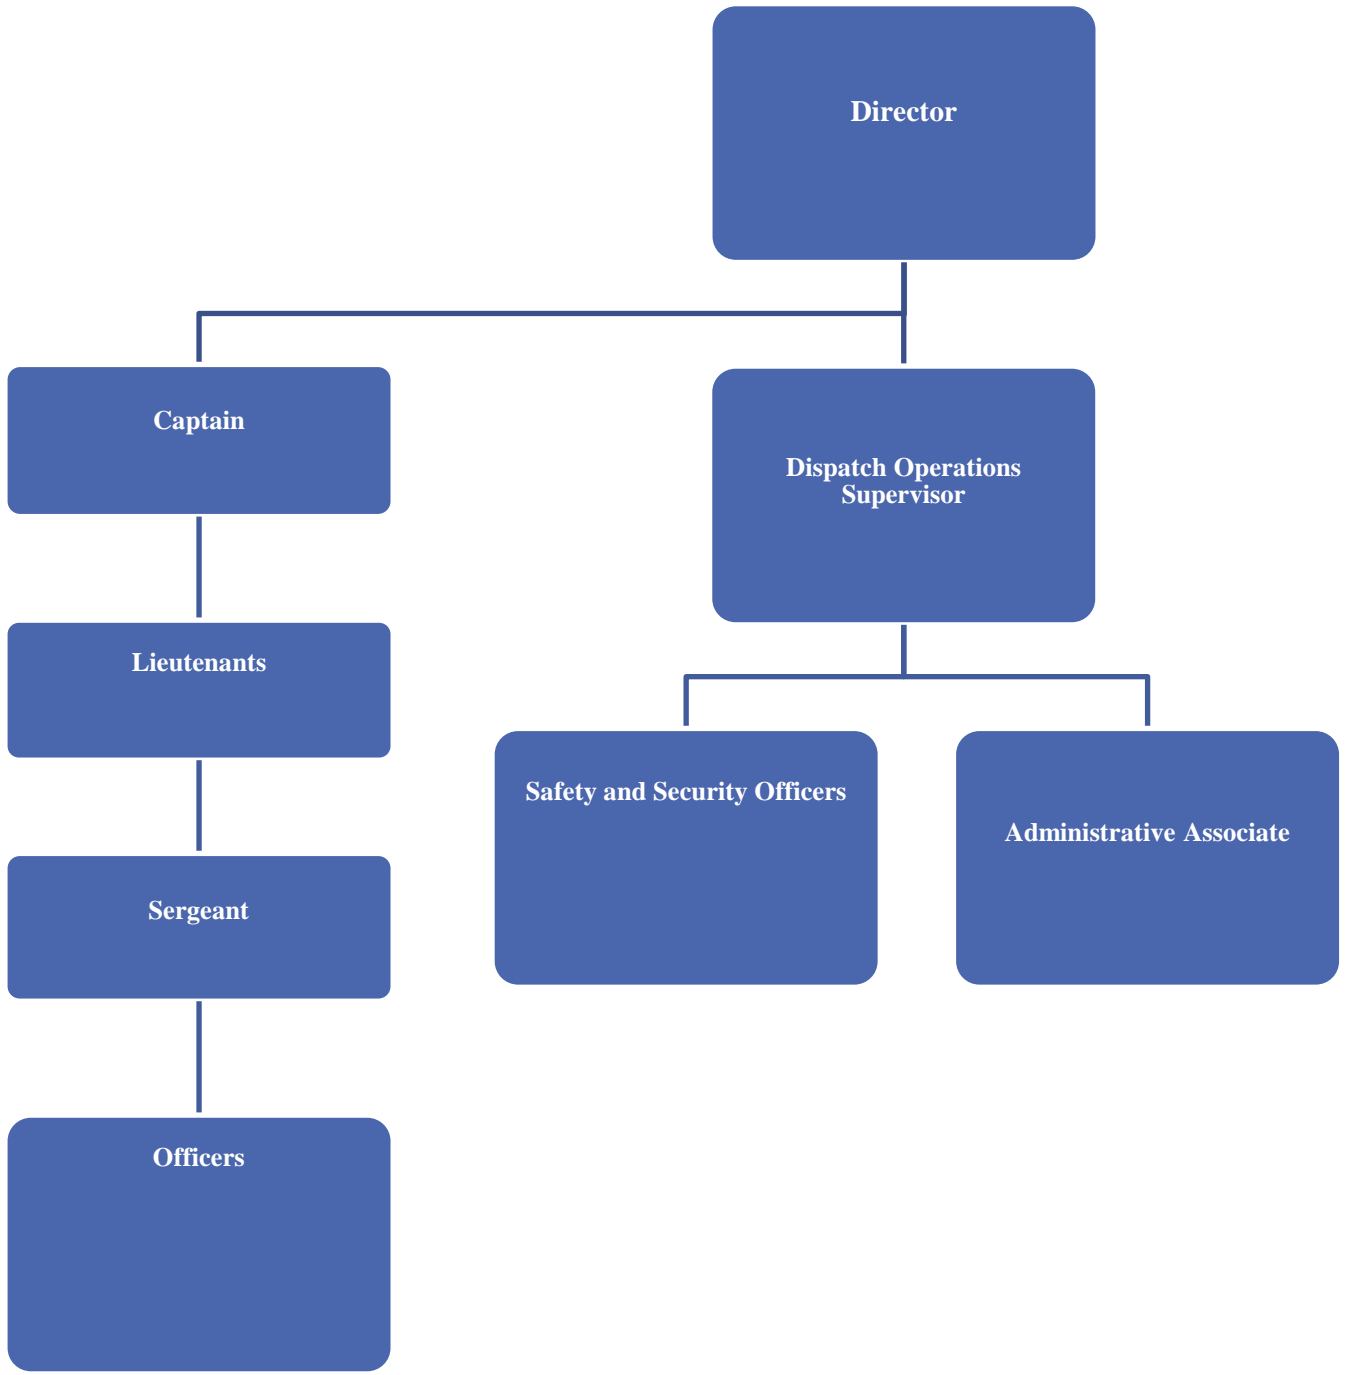 Director
Captain
Dispatch Operations
Supervisor
Lieutenants
Safety and Security Officers
Administrative Associate
Sergeant
Officers